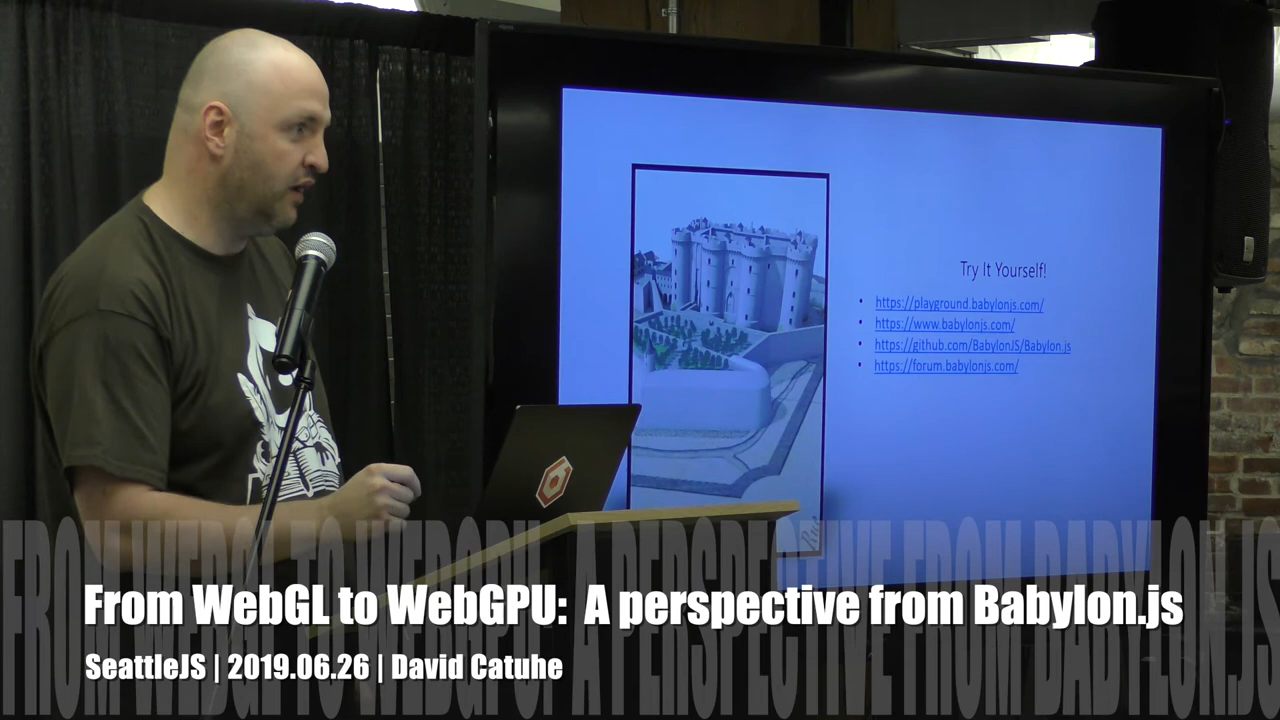 Try It Yourself!
• https://playground.babylonjs.com/
• https://www.babylonjs.com/
• https://github.com/BabylonJS/Babylon.js
• https://forum.babylonjs.com/
FROM WEBGL TO WEBGPU: A PERSPECTIVE FROM BABYLON.JS
From WebGL to WebGPU: A perspective from Babylon.js
SeattleJS | 2019.06.26 | David Catuhe